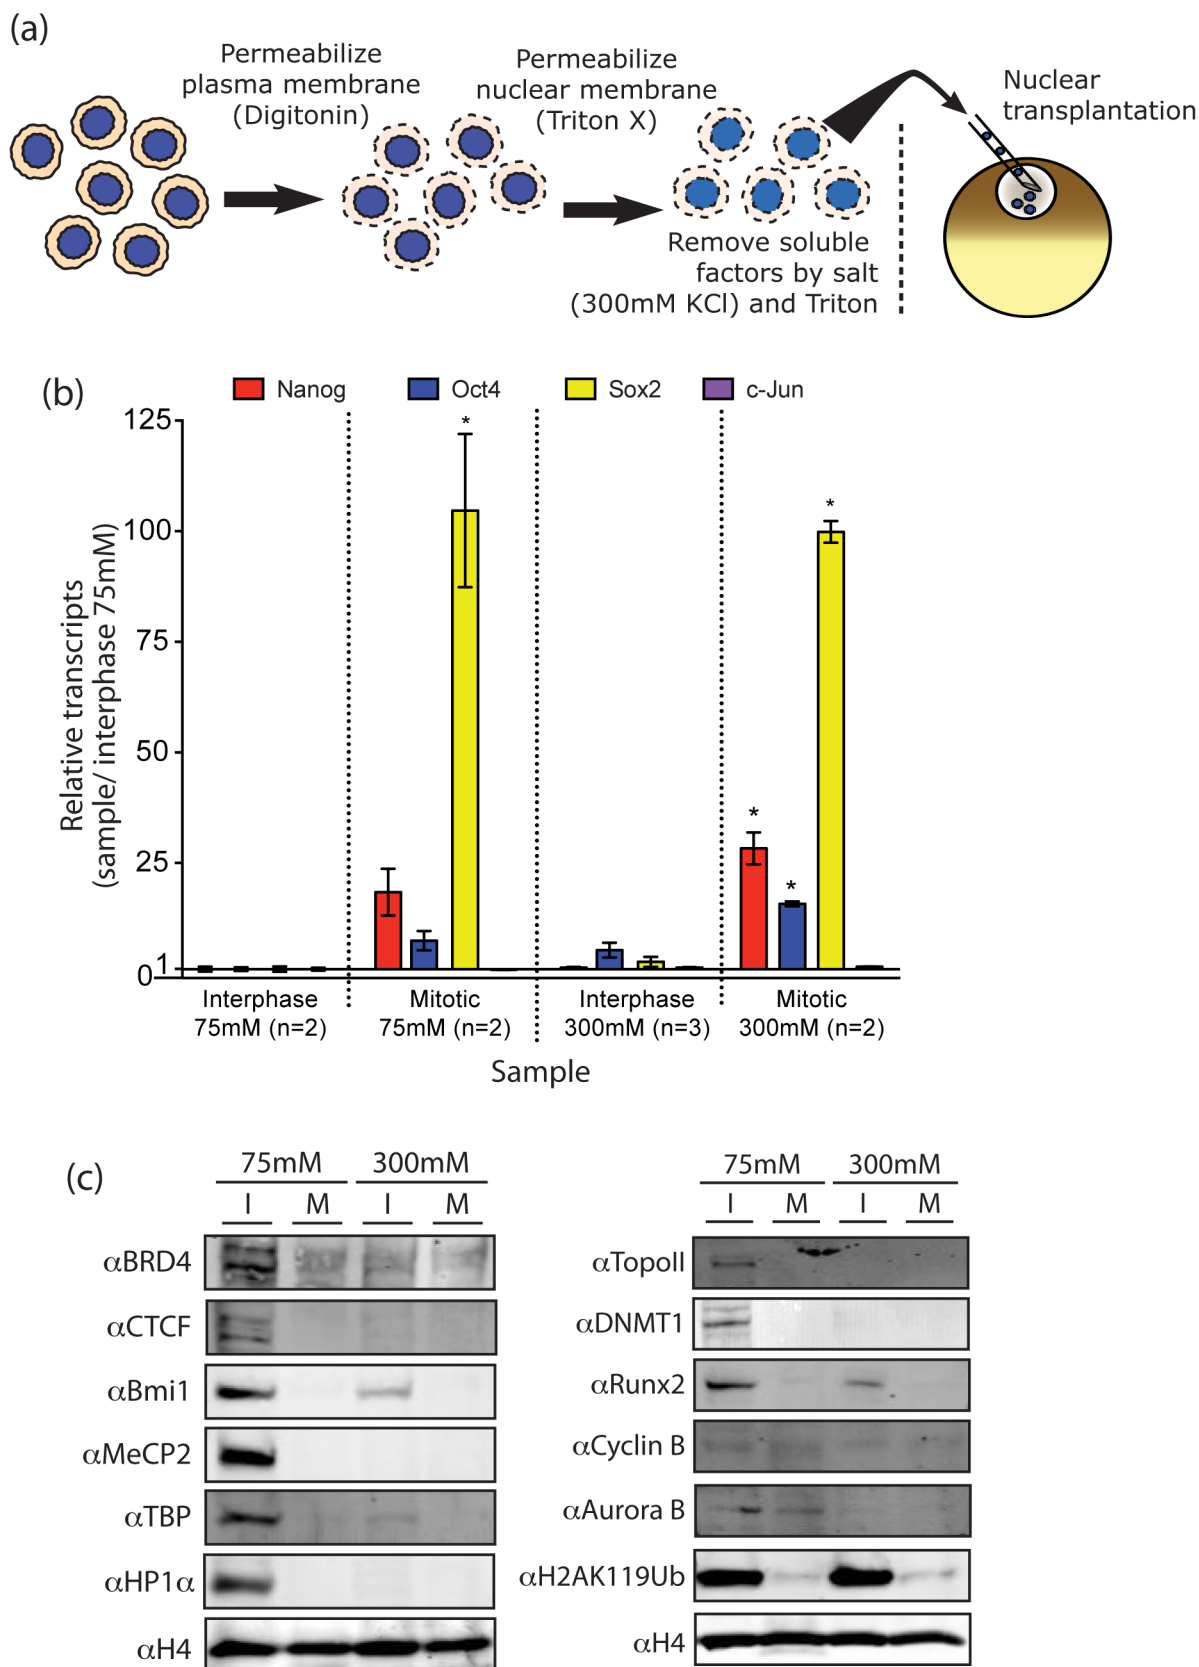 (a)
Permeabilize
plasma membrane
(Digitonin)
Permeabilize
nuclear membrane
(Triton X)
Nuclear
transplantation
Remove soluble
factors by salt
(300mM KCl) and Triton
(b)
Nanog
Oct4
Sox2
c-Jun
Relative transcripts
(sample/ interphase 75mM)
125
100
75
50
25
1
0
*
*
*
*
Interphase
75mM (n=2)
Mitotic
75mM (n=2)
Interphase
300mM (n=3)
Mitotic
300mM (n=2)
Sample
(c)
75mM 300mM
I M I M
αBRD4
αCTCF
αBmi1
αMeCP2
αTBP
αHP1α
αH4
75mM 300mM
I M I M
αTopoII
αDNMT1
αRunx2
αCyclin B
αAurora B
αH2AK119Ub
αH4